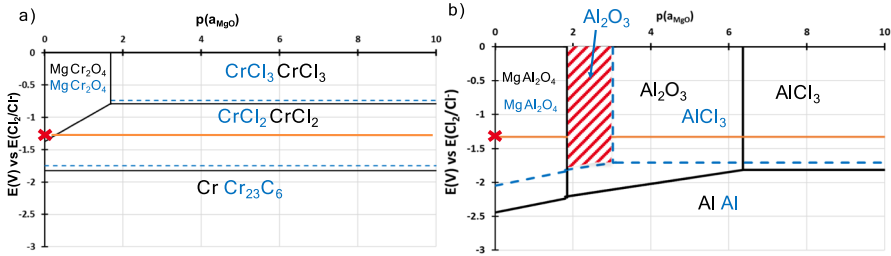 a)
p(aMgO)
0
2
4
6
8
10
E(V) vs E(Cl2/Cl-)
0
-0.5
-1
-1.5
-2
-2.5
-3
MgCr2O4
MgCr2O4
CrCl3 CrCl3
CrCl2 CrCl2
Cr Cr23C6
b)
Al2O3
p(aMgO)
0
2
4
6
8
10
E(V) vs E(Cl2/Cl-)
0
-0.5
-1
-1.5
-2
-2.5
-3
MgAl2O4
MgAl2O4
Al2O3
AlCl3
AlCl3
Al Al